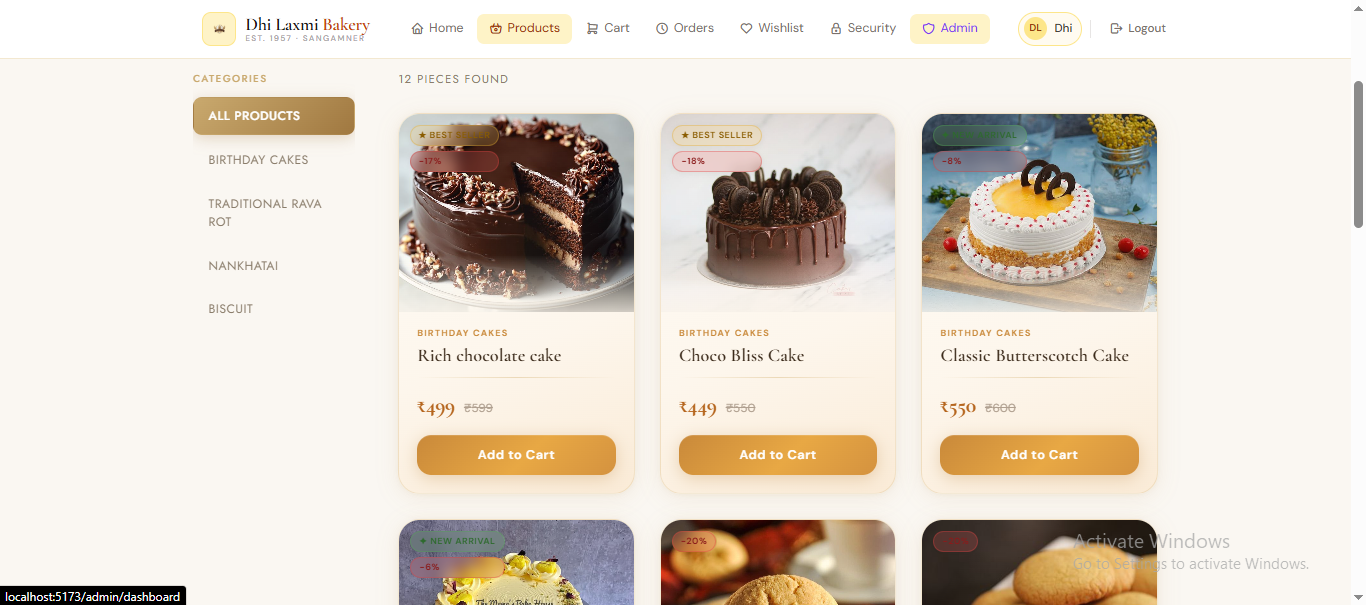 Dhi Laxmi Bakery
EST. 1957 · SANGAMNER
Home
Products
Cart
Orders
Wishlist
Security
Admin
DL
Dhi
Logout
CATEGORIES
ALL PRODUCTS
BIRTHDAY CAKES
TRADITIONAL RAVA
ROT
NANKHATAI
BISCUIT
12 PIECES FOUND
★ BEST SELLER
-17%
★ BEST SELLER
-18%
-8%
BIRTHDAY CAKES
Rich chocolate cake
₹499 ₹599
Add to Cart
BIRTHDAY CAKES
Choco Bliss Cake
₹449 ₹550
Add to Cart
BIRTHDAY CAKES
Classic Butterscotch Cake
₹550 ₹600
Add to Cart
✦ NEW ARRIVAL
-6%
-20%
Activate Windows
Go to Settings to activate Windows.
localhost:5173/admin/dashboard